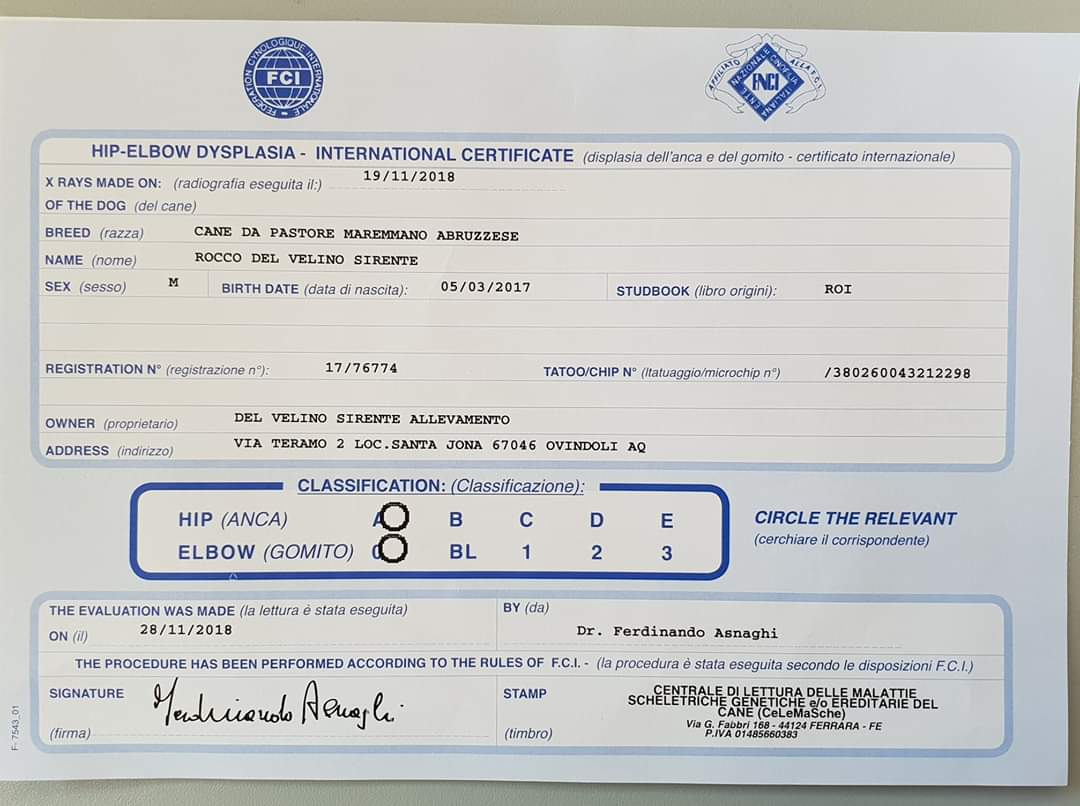 FEDERATION CYNOLOGIQUE INTERNATIONALE
FCI
AFFILIATO ALLA F.C.I.
ENTE NAZIONALE CINOFILIA ITALIANA
ENCI
HIP-ELBOW DYSPLASIA - INTERNATIONAL CERTIFICATE (displasia dell'anca e del gomito - certificato internazionale)
X RAYS MADE ON: (radiografia eseguita il:) 19/11/2018
OF THE DOG (del cane)
BREED (razza) CANE DA PASTORE MAREMMANO ABRUZZESE
NAME (nome) ROCCO DEL VELINO SIRENTE
SEX (sesso) M BIRTH DATE (data di nascita): 05/03/2017 STUDBOOK (libro origini): ROI
REGISTRATION N° (registrazione n°): 17/76774 TATOO/CHIP N° (ltatuaggio/microchip n°) /380260043212298
OWNER (proprietario) DEL VELINO SIRENTE ALLEVAMENTO
ADDRESS (indirizzo) VIA TERAMO 2 LOC.SANTA JONA 67046 OVINDOLI AQ
CLASSIFICATION: (Classificazione):
HIP (ANCA) A B C D E
ELBOW (GOMITO) 0 BL 1 2 3
CIRCLE THE RELEVANT
(cerchiare il corrispondente)
THE EVALUATION WAS MADE (la lettura è stata eseguita)
ON (il) 28/11/2018
BY (da)
Dr. Ferdinando Asnaghi
THE PROCEDURE HAS BEEN PERFORMED ACCORDING TO THE RULES OF F.C.I. - (la procedura è stata eseguita secondo le disposizioni F.C.I.)
SIGNATURE Ferdinando Asnaghi
(firma)
STAMP
(timbro)
CENTRALE DI LETTURA DELLE MALATTIE
SCHELETRICHE GENETICHE e/o EREDITARIE DEL
CANE (CeLeMaSche)
Via G. Fabbri 168 - 44124 FERRARA - FE
P.IVA 01485660383
F- 7543_01